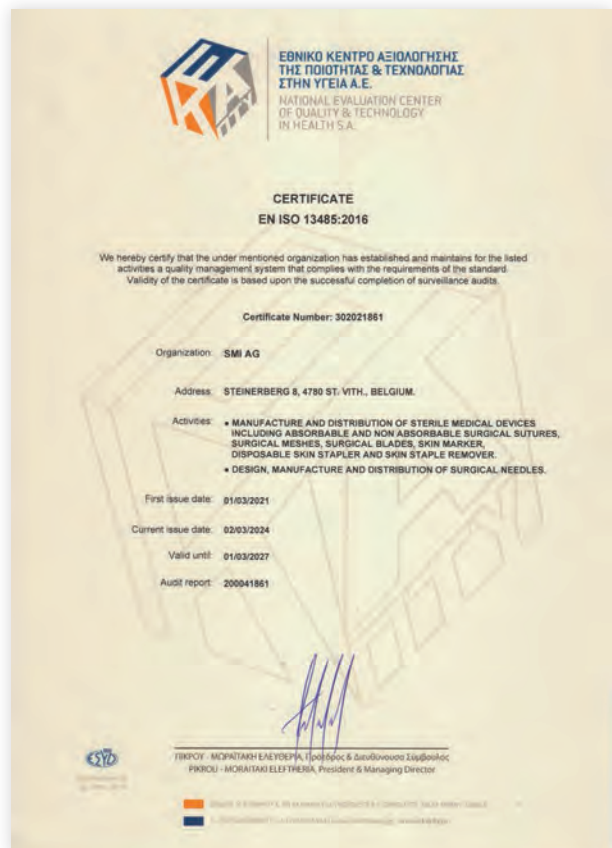 ΕΘΝΙΚΟ ΚΕΝΤΡΟ ΑΞΙΟΛΟΓΗΣΗΣ
ΤΗΣ ΠΟΙΟΤΗΤΑΣ & ΤΕΧΝΟΛΟΓΙΑΣ
ΣΤΗΝ ΥΓΕΙΑ Α.Ε.
NATIONAL EVALUATION CENTER
OF QUALITY & TECHNOLOGY
IN HEALTH S.A.
CERTIFICATE
EN ISO 13485:2016
We hereby certify that the under mentioned organization has established and maintains for the listed
activities a quality management system that complies with the requirements of the standard.
Validity of the certificate is based upon the successful completion of surveillance audits.
Certificate Number: 302021861
Organization: SMI AG
Address: STEINERBERG 8, 4780 ST. VITH., BELGIUM.
Activities: • MANUFACTURE AND DISTRIBUTION OF STERILE MEDICAL DEVICES
INCLUDING ABSORBABLE AND NON ABSORBABLE SURGICAL SUTURES,
SURGICAL MESHES, SURGICAL BLADES, SKIN MARKER,
DISPOSABLE SKIN STAPLER AND SKIN STAPLE REMOVER.
• DESIGN, MANUFACTURE AND DISTRIBUTION OF SURGICAL NEEDLES.
First issue date: 01/03/2021
Current issue date: 02/03/2024
Valid until: 01/03/2027
Audit report: 200041861
ΠΙΚΡΟΥ - ΜΩΡΑΪΤΑΚΗ ΕΛΕΥΘΕΡΙΑ, Πρόεδρος & Διευθύνουσα Σύμβουλος
PIKROU - MORAITAKI ELEFTHERIA, President & Managing Director
ΕΣΥΔ